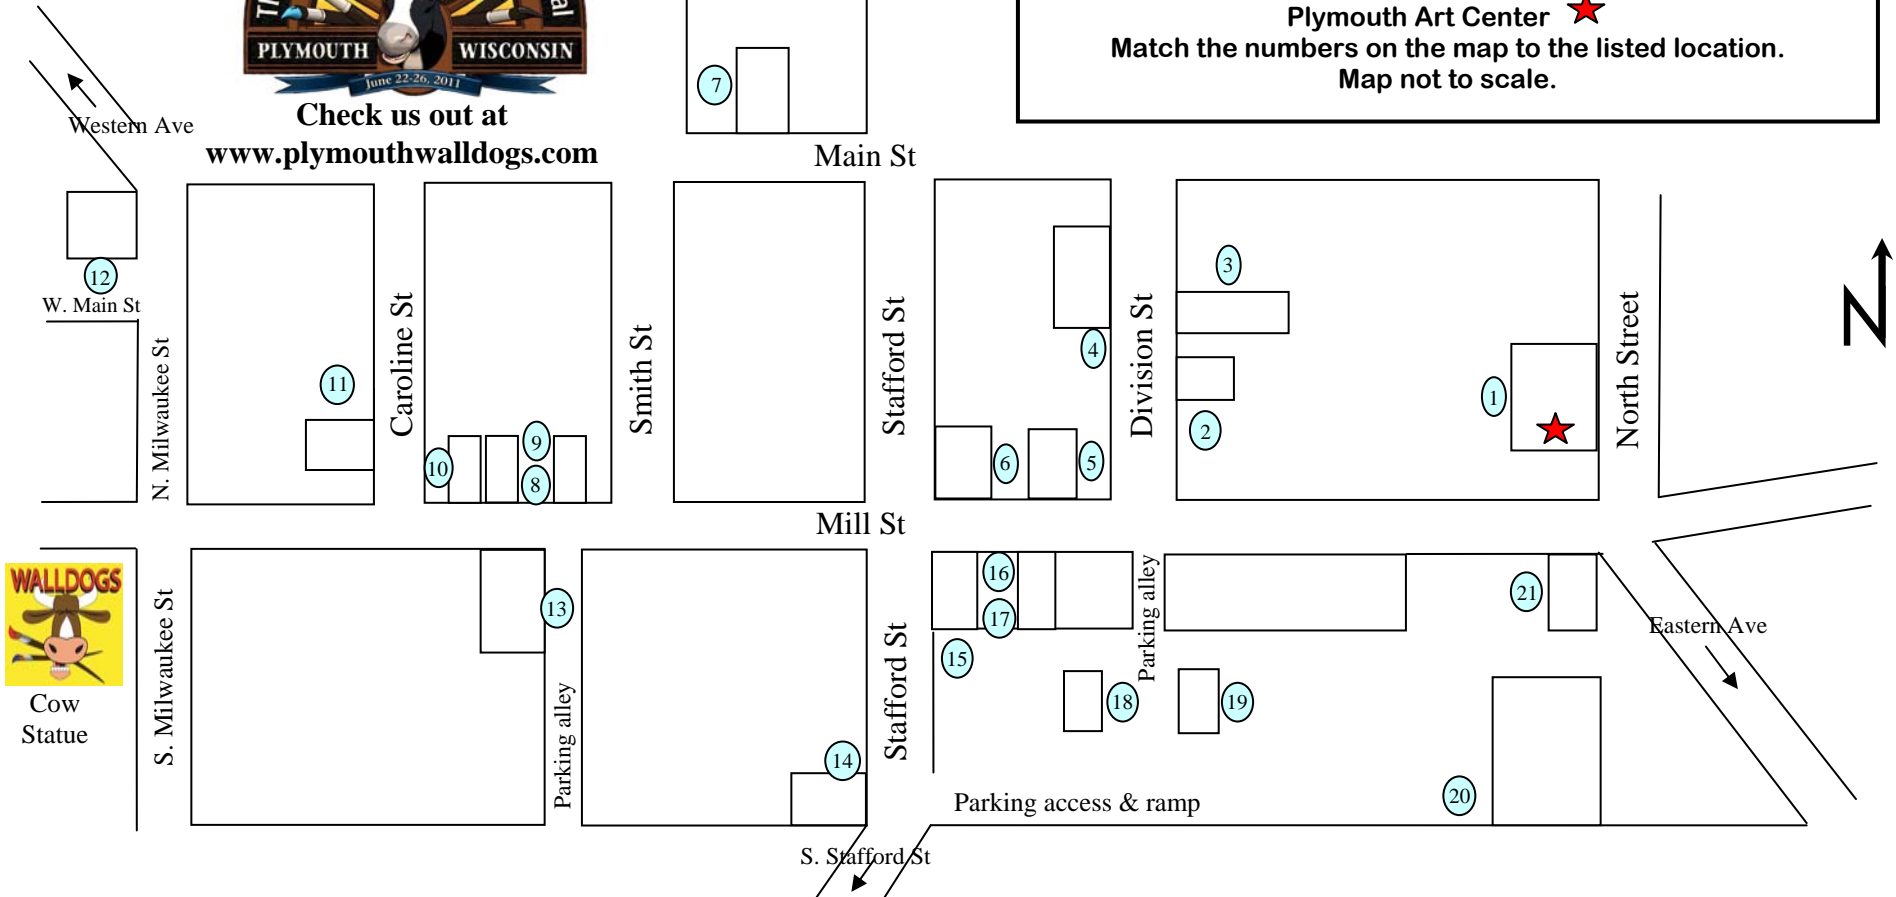 PLYMOUTH WISCONSIN
June 22-26, 2011
Check us out at
www.plymouthwalldogs.com
Plymouth Art Center
Match the numbers on the map to the listed location.
Map not to scale.
7
Western Ave
Main St
12
W. Main St
N. Milwaukee St
11
Caroline St
10
9
8
Smith St
Stafford St
6
5
4
Division St
3
2
1
North Street
N
Mill St
WALLDOGS
Cow
Statue
S. Milwaukee St
13
Parking alley
14
Stafford St
15
16
17
18
Parking alley
19
20
21
Eastern Ave
Parking access & ramp
S. Stafford St